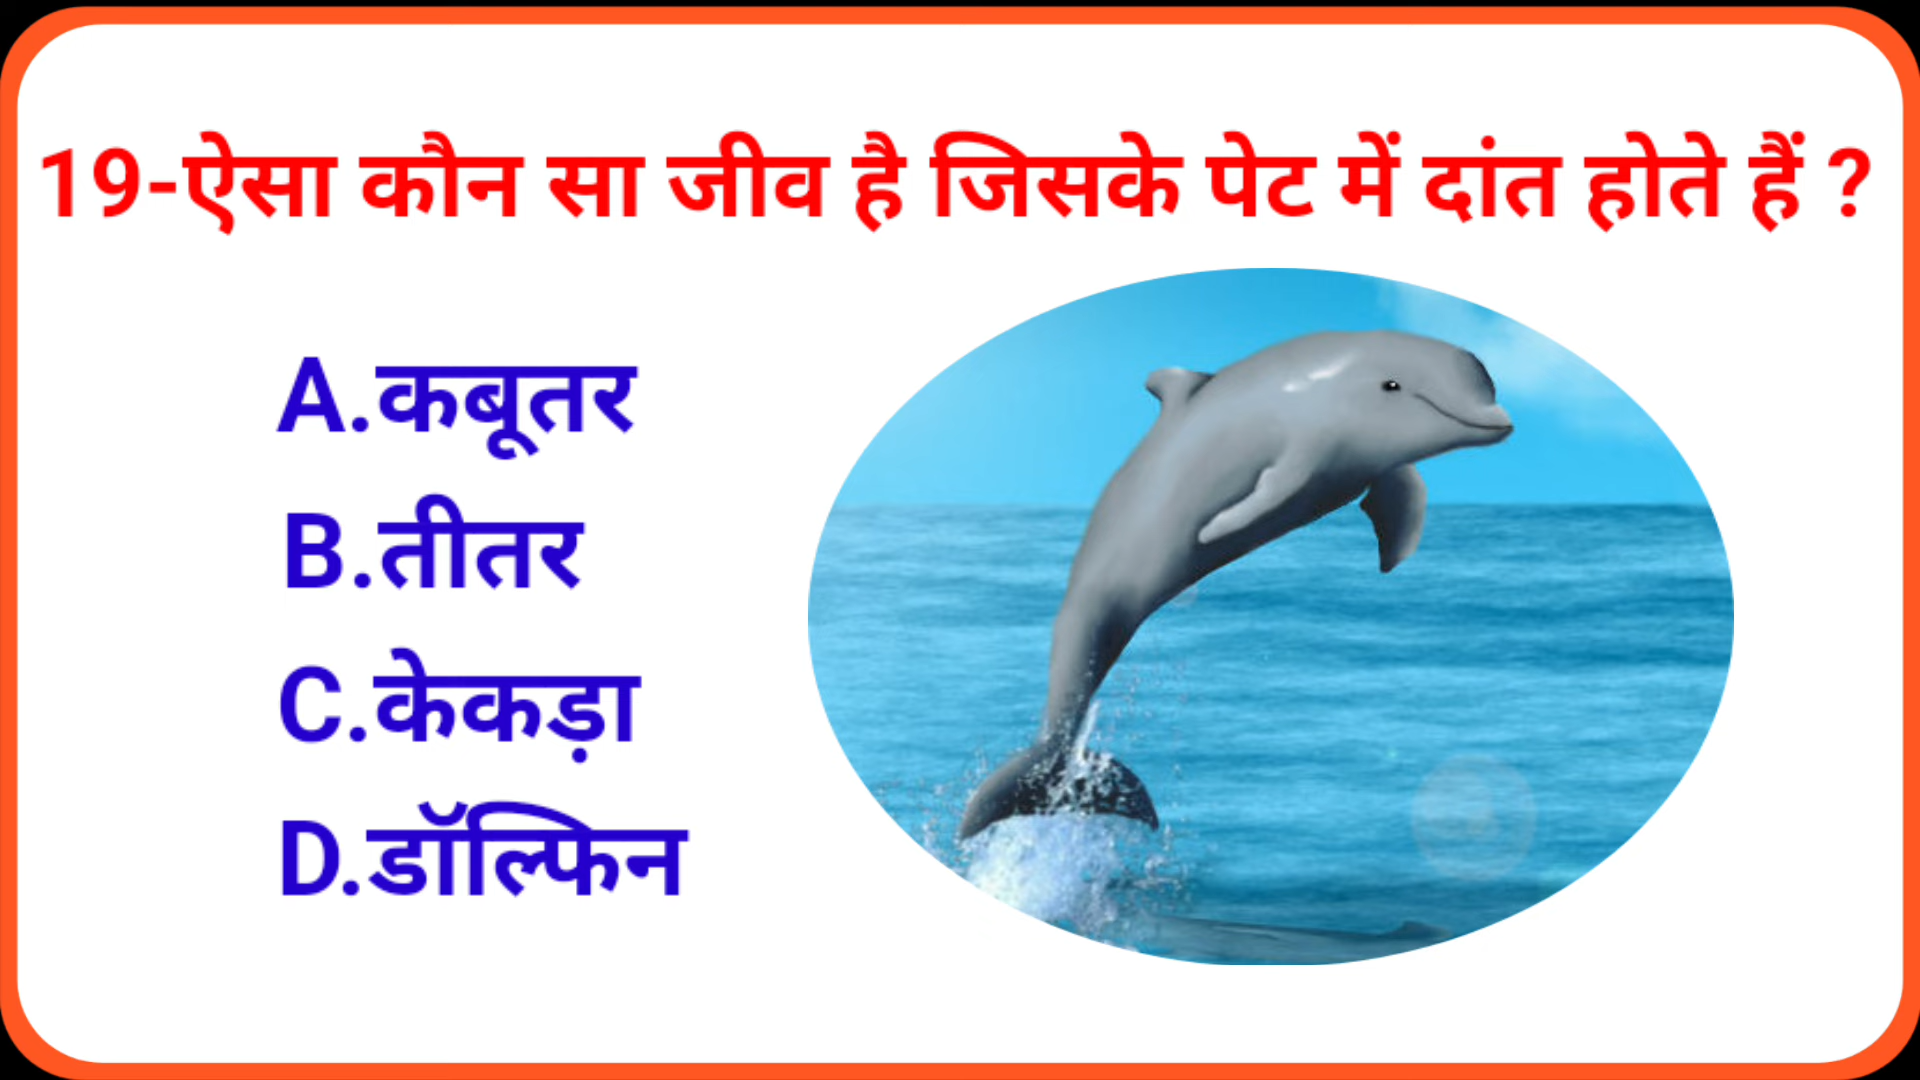 19-ऐसा कौन सा जीव है जिसके पेट में दांत होते हैं ?
A.कबूतर
B.तीतर
C.केकड़ा
D.डॉल्फिन